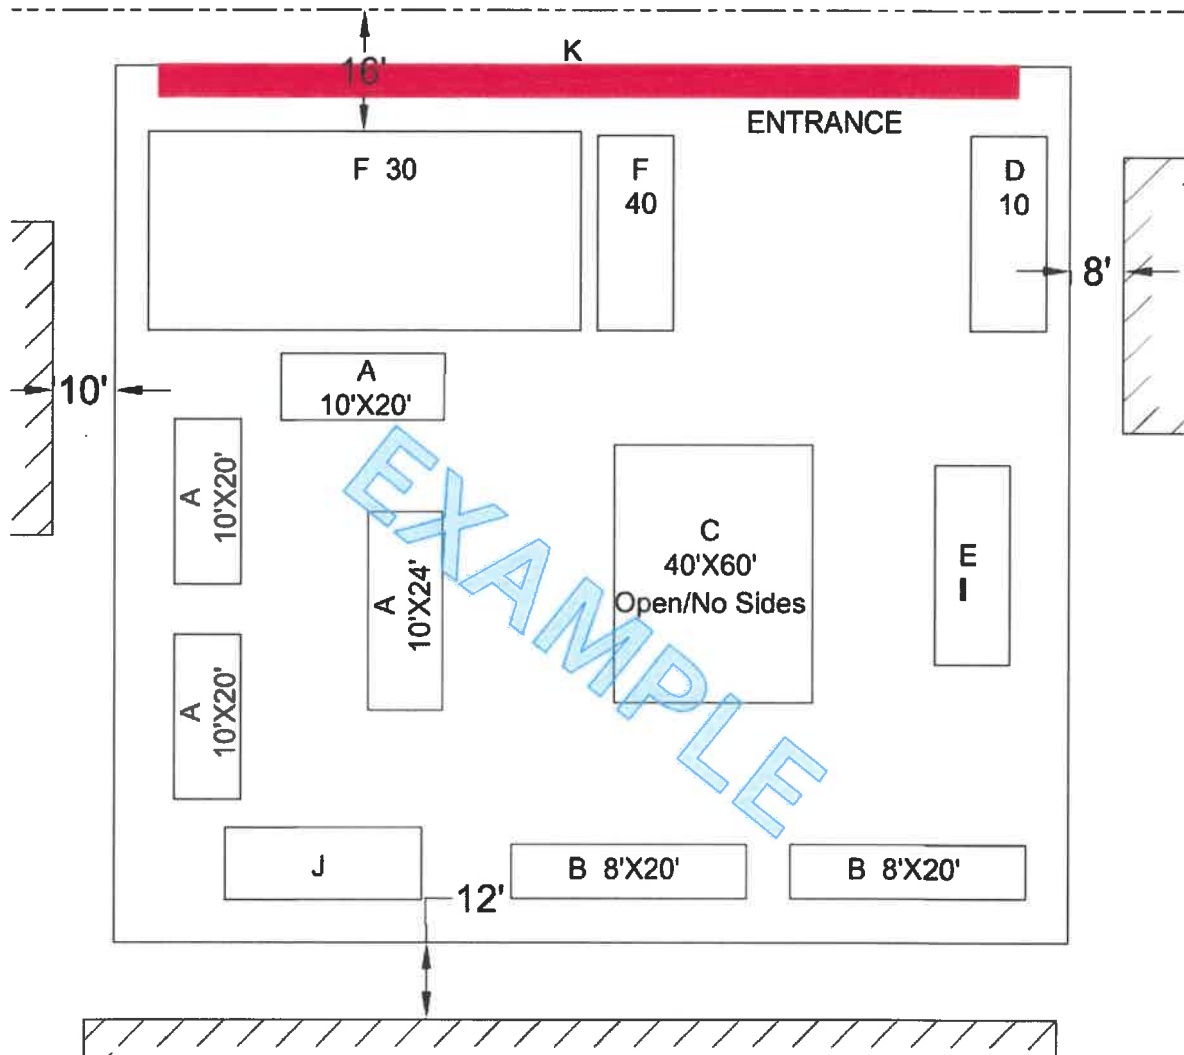 K
16'
ENTRANCE
F 30
F
40
D
10
8'
10'
A
10'X20'
A
10'X20'
A
10'X24'
C
40'X60'
Open/No Sides
E
I
A
10'X20'
EXAMPLE
J
12'
B 8'X20'
B 8'X20'